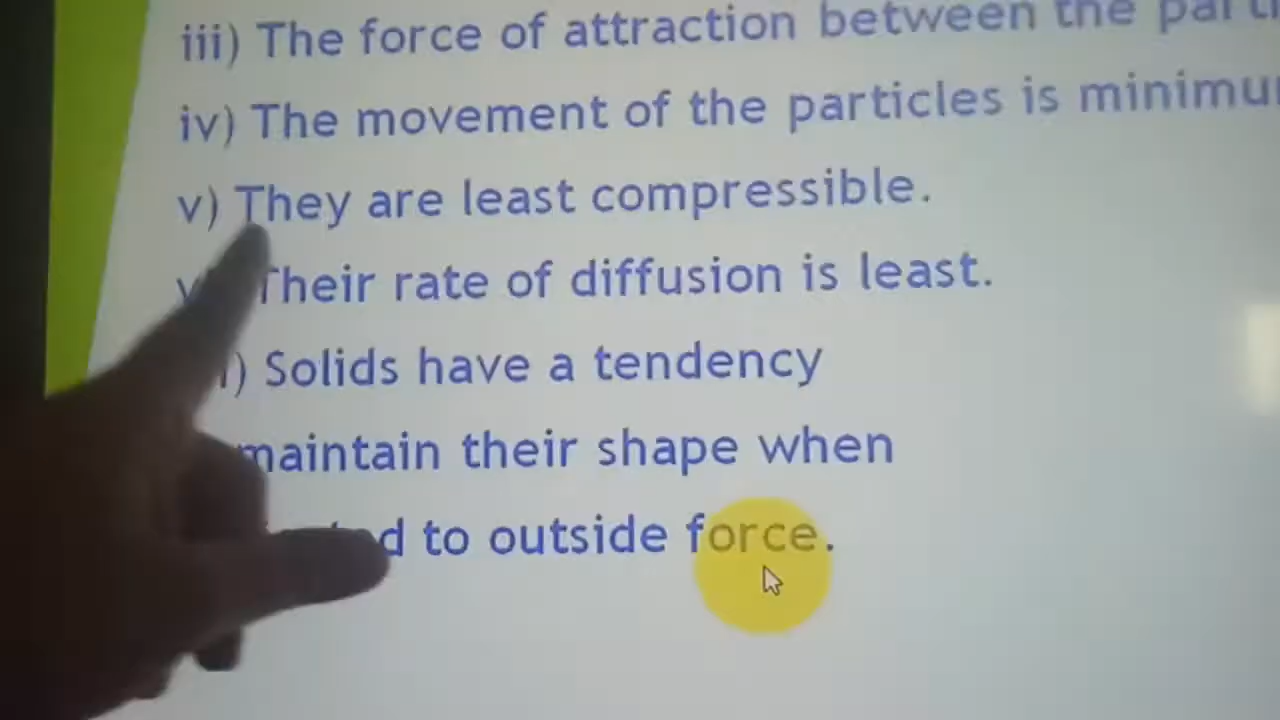 iii) The force of attraction between the
iv) The movement of the particles is
v) They are least compressible.
Their rate of diffusion is least.
Solids have a tendency
maintain their shape when
to outside force.